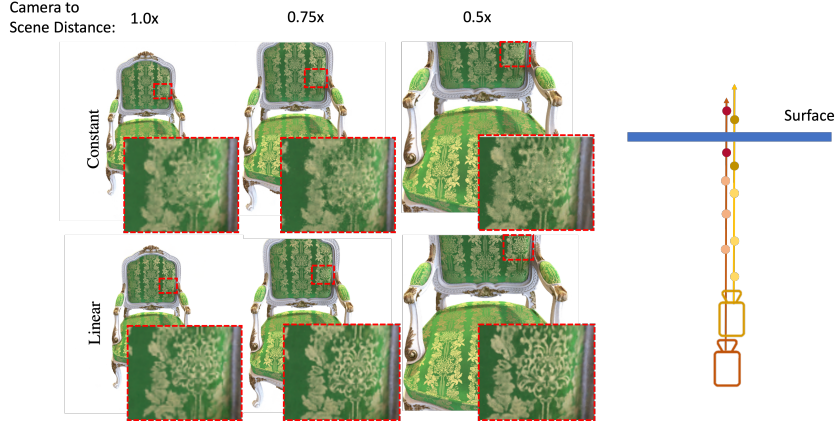 Camera to
Scene Distance:
1.0x
0.75x
0.5x
Constant
Linear
Surface